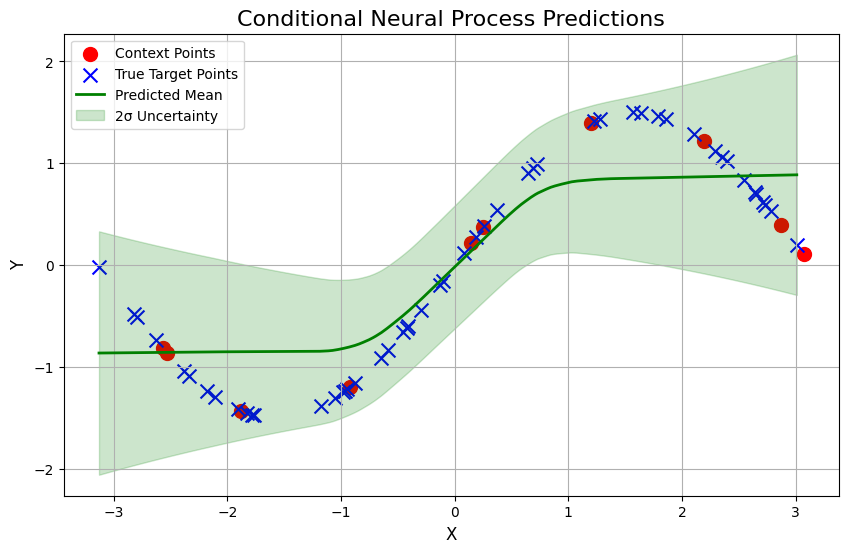 Conditional Neural Process Predictions
Context Points
True Target Points
Predicted Mean
2σ Uncertainty
Y
2
1
0
−1
−2
−3
−2
−1
0
1
2
3
X